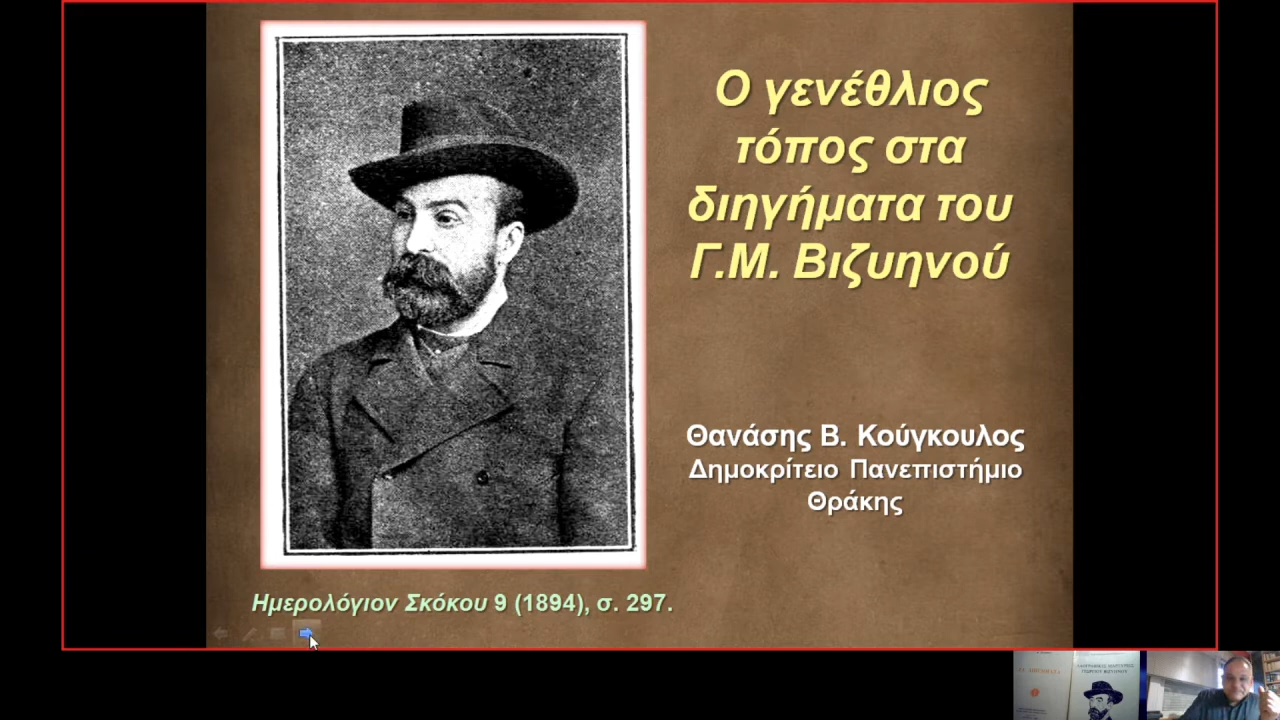 Ο γενέθλιος
τόπος στα
διηγήματα του
Γ.Μ. Βιζυηνού
Θανάσης Β. Κούγκουλος
Δημοκρίτειο Πανεπιστήμιο
Θράκης
Ημερολόγιον Σκόκου 9 (1894), σ. 297.